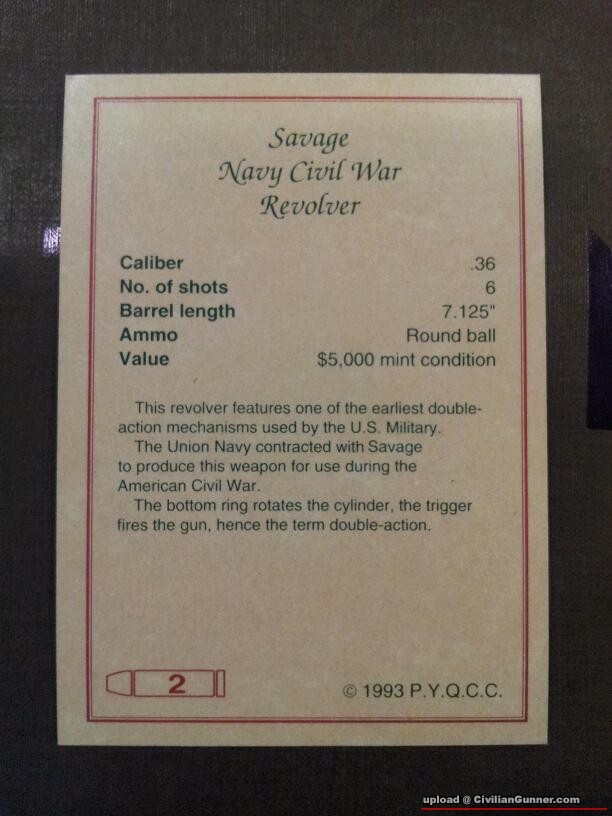 Savage
Navy Civil War
Revolver
Caliber .36
No. of shots 6
Barrel length 7.125"
Ammo Round ball
Value $5,000 mint condition
This revolver features one of the earliest double-
action mechanisms used by the U.S. Military.
The Union Navy contracted with Savage
to produce this weapon for use during the
American Civil War.
The bottom ring rotates the cylinder, the trigger
fires the gun, hence the term double-action.
2 © 1993 P.Y.Q.C.C.
upload @ CivilianGunner.com